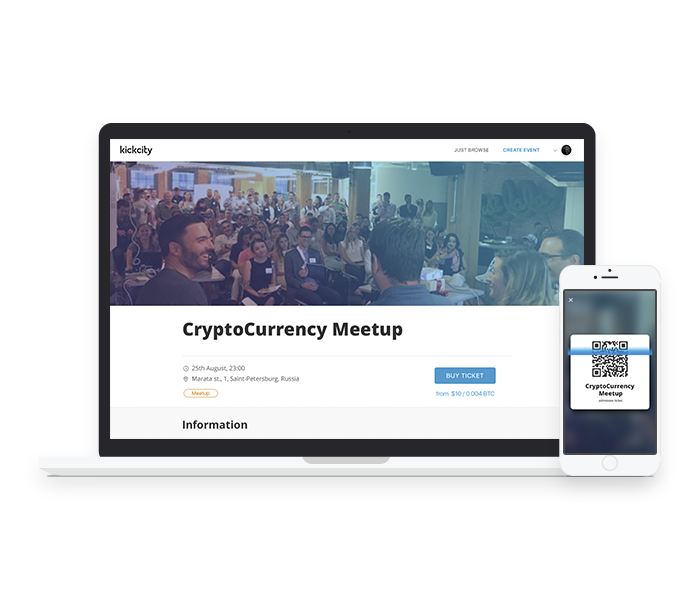 kickcity
JUST BROWSE
CREATE EVENT
CryptoCurrency Meetup
25th August, 23:00
Marata st., 1, Saint-Petersburg, Russia
Meetup
BUY TICKET
from $10 / 0.004 BTC
Information
CryptoCurrency
Meetup